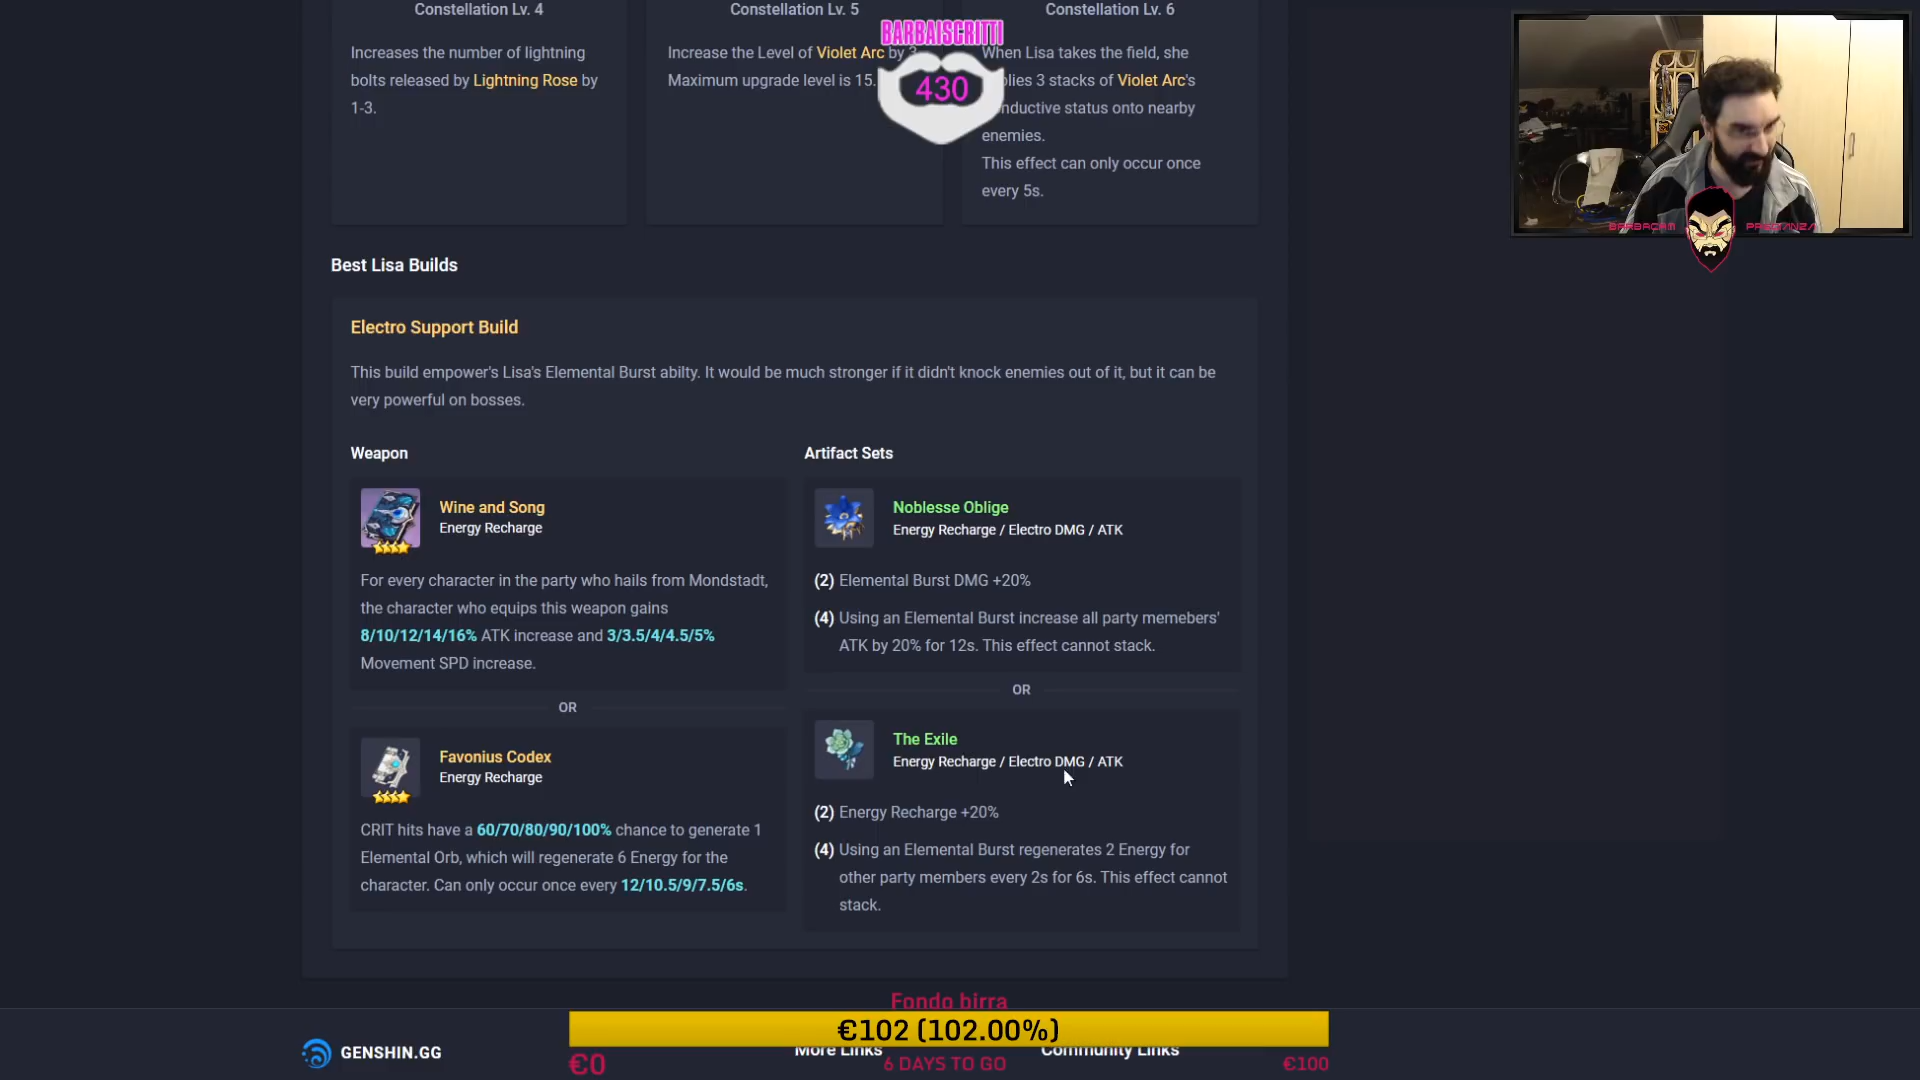 Constellation Lv. 4
Increases the number of lightning
bolts released by Lightning Rose by
1-3.
Constellation Lv. 5
Increase the Level of Violet Arc by 3.
Maximum upgrade level is 15.
Constellation Lv. 6
When Lisa takes the field, she
plies 3 stacks of Violet Arc's
nductive status onto nearby
enemies.
This effect can only occur once
every 5s.
BARBAISCRITTI
430
BARBACAM
Best Lisa Builds
Electro Support Build
This build empower's Lisa's Elemental Burst abilty. It would be much stronger if it didn't knock enemies out of it, but it can be
very powerful on bosses.
Weapon
Wine and Song
Energy Recharge
For every character in the party who hails from Mondstadt,
the character who equips this weapon gains
8/10/12/14/16% ATK increase and 3/3.5/4/4.5/5%
Movement SPD increase.
OR
Favonius Codex
Energy Recharge
CRIT hits have a 60/70/80/90/100% chance to generate 1
Elemental Orb, which will regenerate 6 Energy for the
character. Can only occur once every 12/10.5/9/7.5/6s.
Artifact Sets
Noblesse Oblige
Energy Recharge / Electro DMG / ATK
(2) Elemental Burst DMG +20%
(4) Using an Elemental Burst increase all party memebers'
ATK by 20% for 12s. This effect cannot stack.
OR
The Exile
Energy Recharge / Electro DMG / ATK
(2) Energy Recharge +20%
(4) Using an Elemental Burst regenerates 2 Energy for
other party members every 2s for 6s. This effect cannot
stack.
Fondo birra
€102 (102.00%)
€0
6 DAYS TO GO
€100
GENSHIN.GG
More Links
Community Links